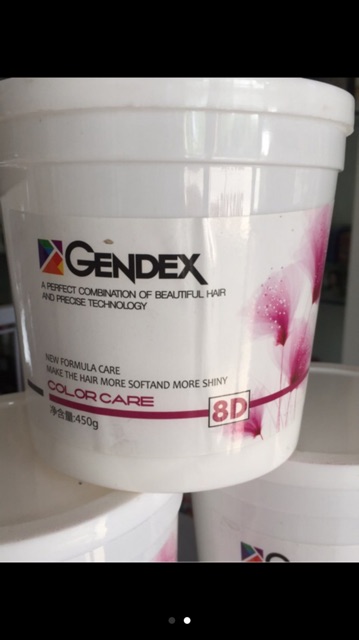 GENDEX
A PERFECT COMBINATION OF BEAUTIFUL HAIR
AND PRECISE TECHNOLOGY
NEW FORMULA CARE
MAKE THE HAIR MORE SOFTAND MORE SHINY
COLOR CARE
8D
净含量:450g
GENDEX